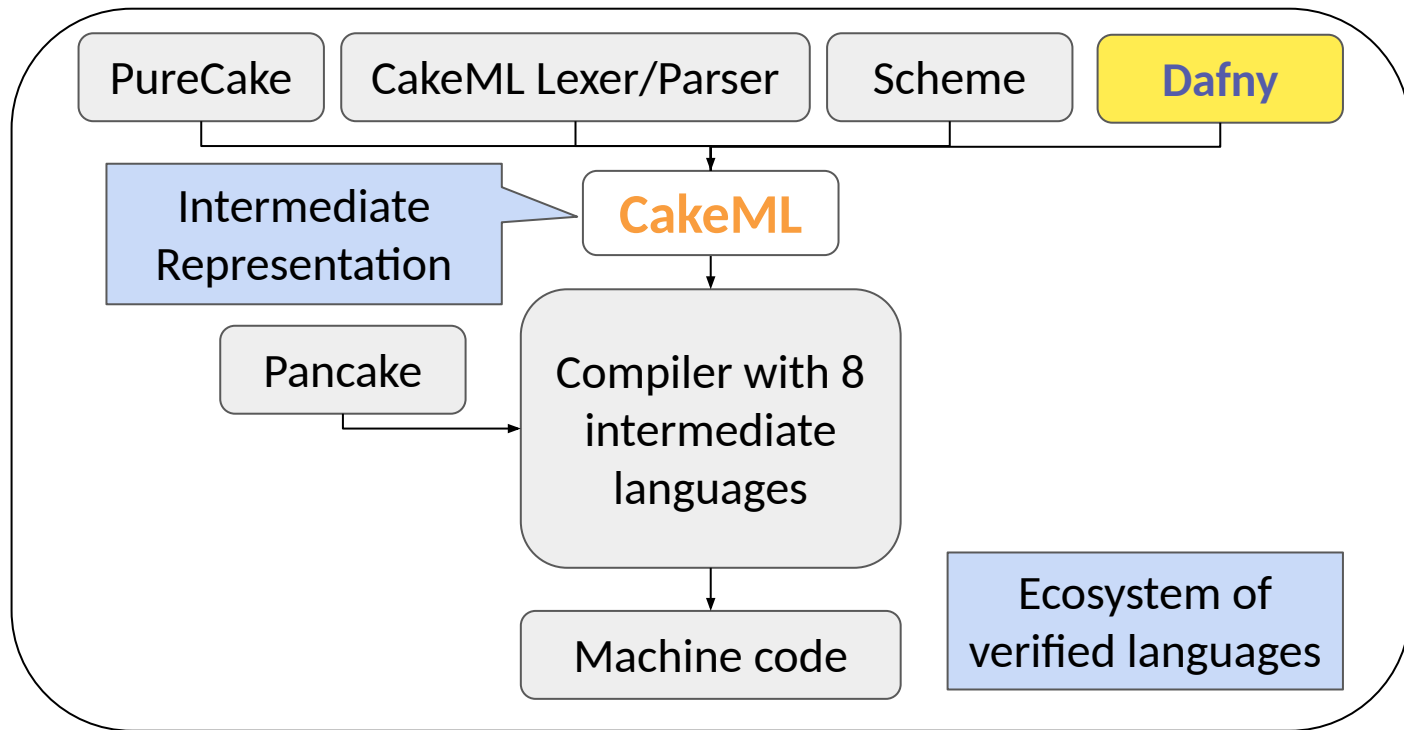 PureCake
CakeML Lexer/Parser
Scheme
Dafny
Intermediate
Representation
CakeML
Pancake
Compiler with 8
intermediate
languages
Ecosystem of
verified languages
Machine code